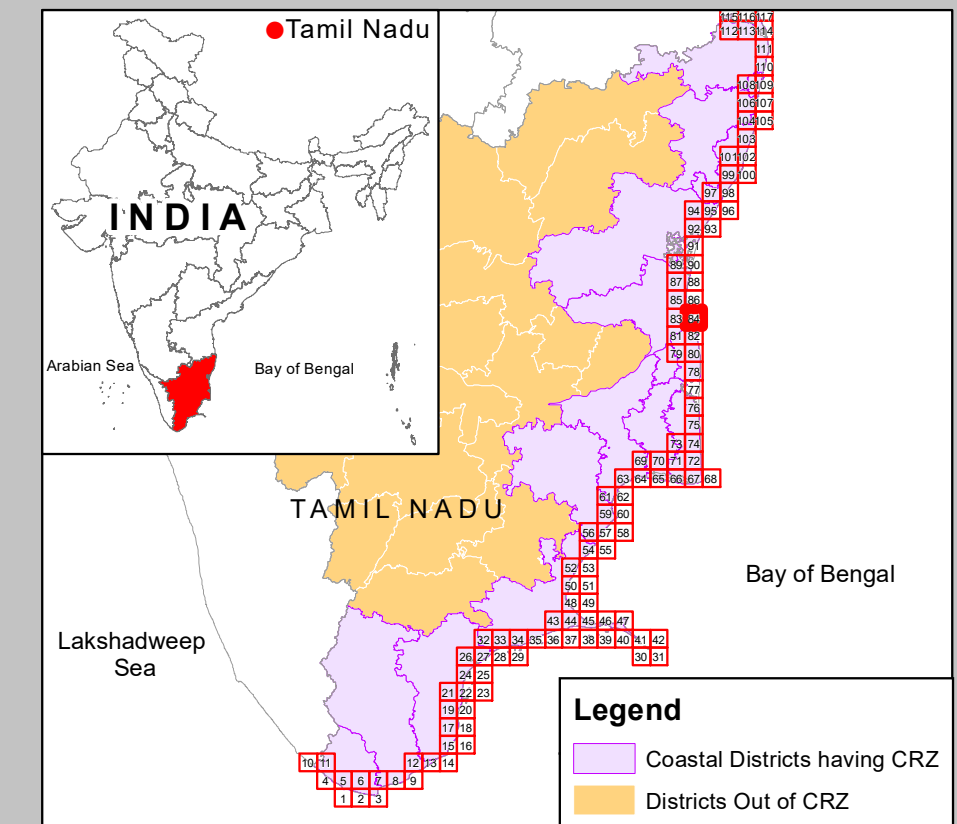 Tamil Nadu
INDIA
Arabian Sea
Bay of Bengal
115 116 117
112 113 114
111
110
108 109
106 107
104 105
103
101 102
99 100
97 98
94 95 96
92 93
91
89 90
87 88
85 86
83 84
81 82
79 80
78
77
76
75
73 74
69 70 71 72
63 64 65 66 67 68
61 62
TAMIL NADU
59 60
56 57 58
54 55
52 53
Bay of Bengal
50 51
48 49
43 44 45 46 47
Lakshadweep
Sea
32 33 34 35 36 37 38 39 40 41 42
26 27 28 29 30 31
24 25
21 22 23
19 20
17 18
15 16
10 11 12 13 14
4 5 6 7 8 9
1 2 3
Legend
Coastal Districts having CRZ
Districts Out of CRZ